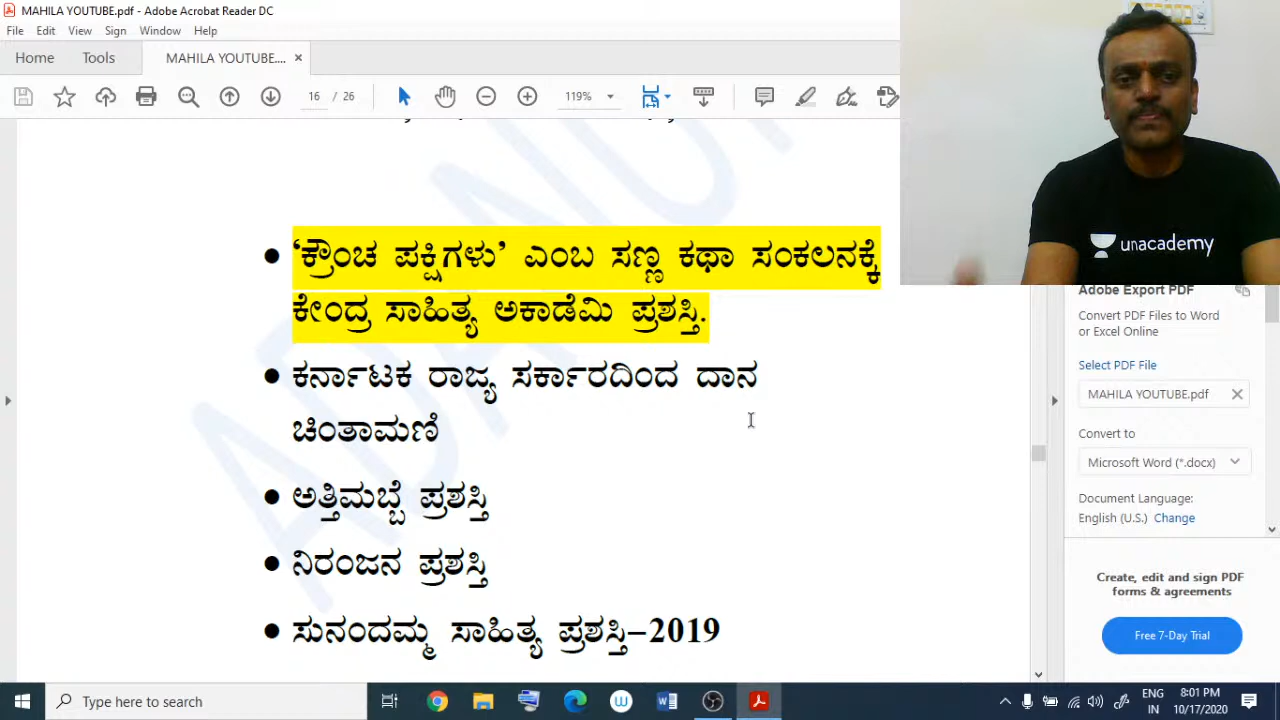 MAHILA YOUTUBE.pdf - Adobe Acrobat Reader DC
File Edit View Sign Window Help
Home Tools MAHILA YOUTUBE.... ×
16 / 26 119%
• ‘ಕ್ರೌಂಚ ಪಕ್ಷಿಗಳು’ ಎಂಬ ಸಣ್ಣ ಕಥಾ ಸಂಕಲನಕ್ಕೆ
ಕೇಂದ್ರ ಸಾಹಿತ್ಯ ಅಕಾಡೆಮಿ ಪ್ರಶಸ್ತಿ.
• ಕರ್ನಾಟಕ ರಾಜ್ಯ ಸರ್ಕಾರದಿಂದ ದಾನ
ಚಿಂತಾಮಣಿ
• ಅತ್ತಿಮಬ್ಬೆ ಪ್ರಶಸ್ತಿ
• ನಿರಂಜನ ಪ್ರಶಸ್ತಿ
• ಸುನಂದಮ್ಮ ಸಾಹಿತ್ಯ ಪ್ರಶಸ್ತಿ–2019
unacademy
Adobe Export PDF
Convert PDF Files to Word
or Excel Online
Select PDF File
MAHILA YOUTUBE.pdf
Convert to
Microsoft Word (*.docx)
Document Language:
English (U.S.) Change
Create, edit and sign PDF
forms & agreements
Free 7-Day Trial
Type here to search
ENG
IN
8:01 PM
10/17/2020